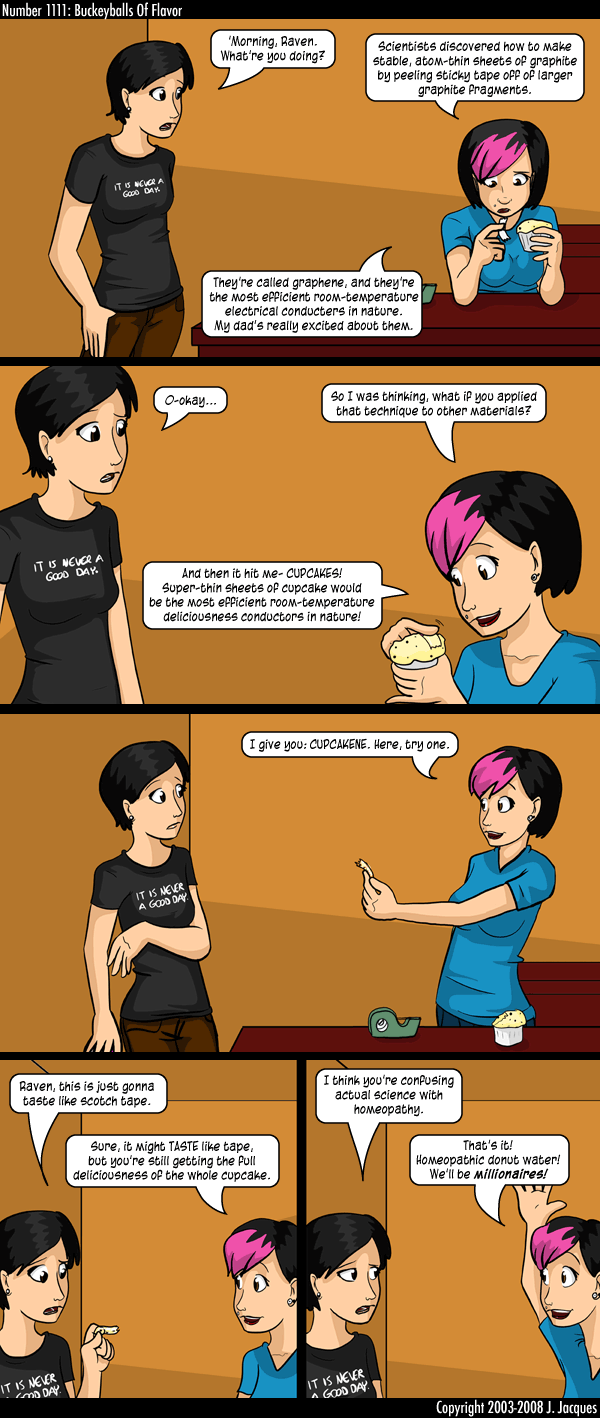 Number 1111: Buckeyballs Of Flavor
'Morning, Raven.
What're you doing?
Scientists discovered how to make
stable, atom-thin sheets of graphite
by peeling sticky tape off of larger
graphite fragments.
IT IS NEVER A
GOOD DAY.
They're called graphene, and they're
the most efficient room-temperature
electrical conducters in nature.
My dad's really excited about them.
O-okay...
So I was thinking, what if you applied
that technique to other materials?
IT IS NEVER A
GOOD DAY.
And then it hit me- CUPCAKES!
Super-thin sheets of cupcake would
be the most efficient room-temperature
deliciousness conductors in nature!
I give you: CUPCAKENE. Here, try one.
IT IS NEVER
A GOOD DAY.
Raven, this is just gonna
taste like scotch tape.
Sure, it might TASTE like tape,
but you're still getting the full
deliciousness of the whole cupcake.
IT IS NEVER
A GOOD DAY.
I think you're confusing
actual science with
homeopathy.
That's it!
Homeopathic donut water!
We'll be millionaires!
IT IS NEVER
A GOOD DAY.
Copyright 2003-2008 J. Jacques